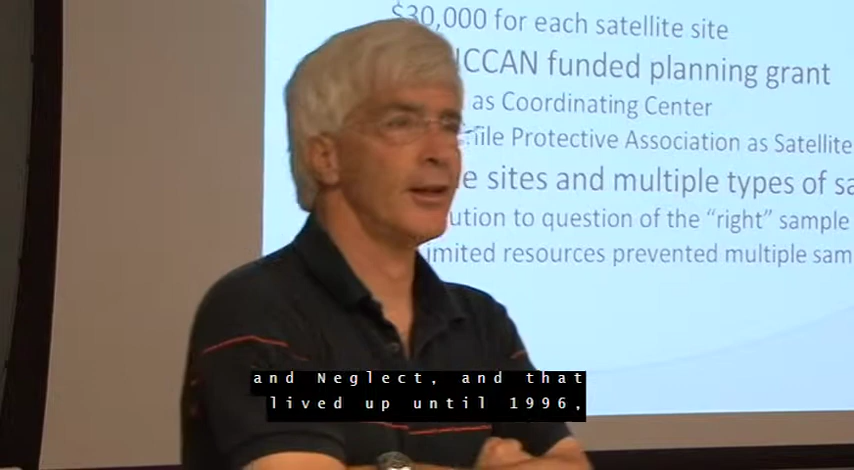 $30,000 for each satellite site
CCAN funded planning grant
as Coordinating Center
Protective Association as Satellite
sites and multiple types of
to question of the “right” sample
resources prevented multiple
and Neglect, and that
lived up until 1996,